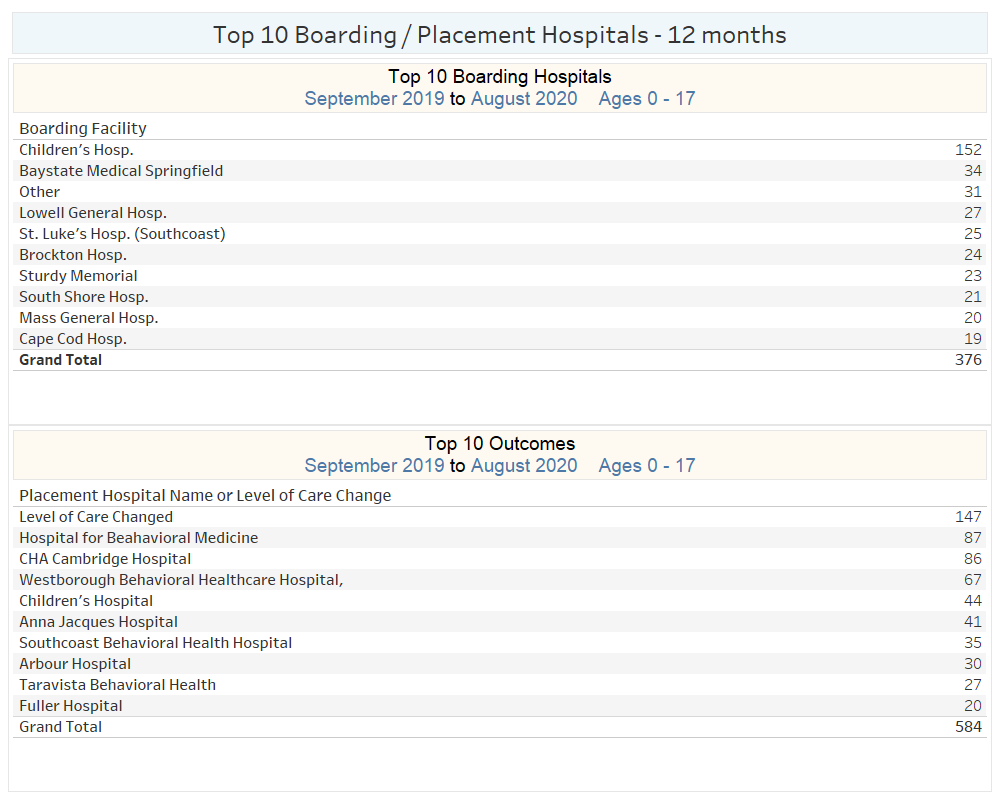 Top 10 Boarding / Placement Hospitals - 12 months
Top 10 Boarding Hospitals
September 2019 to August 2020 Ages 0 - 17
Boarding Facility
Children's Hosp. 152
Baystate Medical Springfield 34
Other 31
Lowell General Hosp. 27
St. Luke's Hosp. (Southcoast) 25
Brockton Hosp. 24
Sturdy Memorial 23
South Shore Hosp. 21
Mass General Hosp. 20
Cape Cod Hosp. 19
Grand Total 376
Top 10 Outcomes
September 2019 to August 2020 Ages 0 - 17
Placement Hospital Name or Level of Care Change
Level of Care Changed 147
Hospital for Beahavioral Medicine 87
CHA Cambridge Hospital 86
Westborough Behavioral Healthcare Hospital, 67
Children's Hospital 44
Anna Jacques Hospital 41
Southcoast Behavioral Health Hospital 35
Arbour Hospital 30
Taravista Behavioral Health 27
Fuller Hospital 20
Grand Total 584